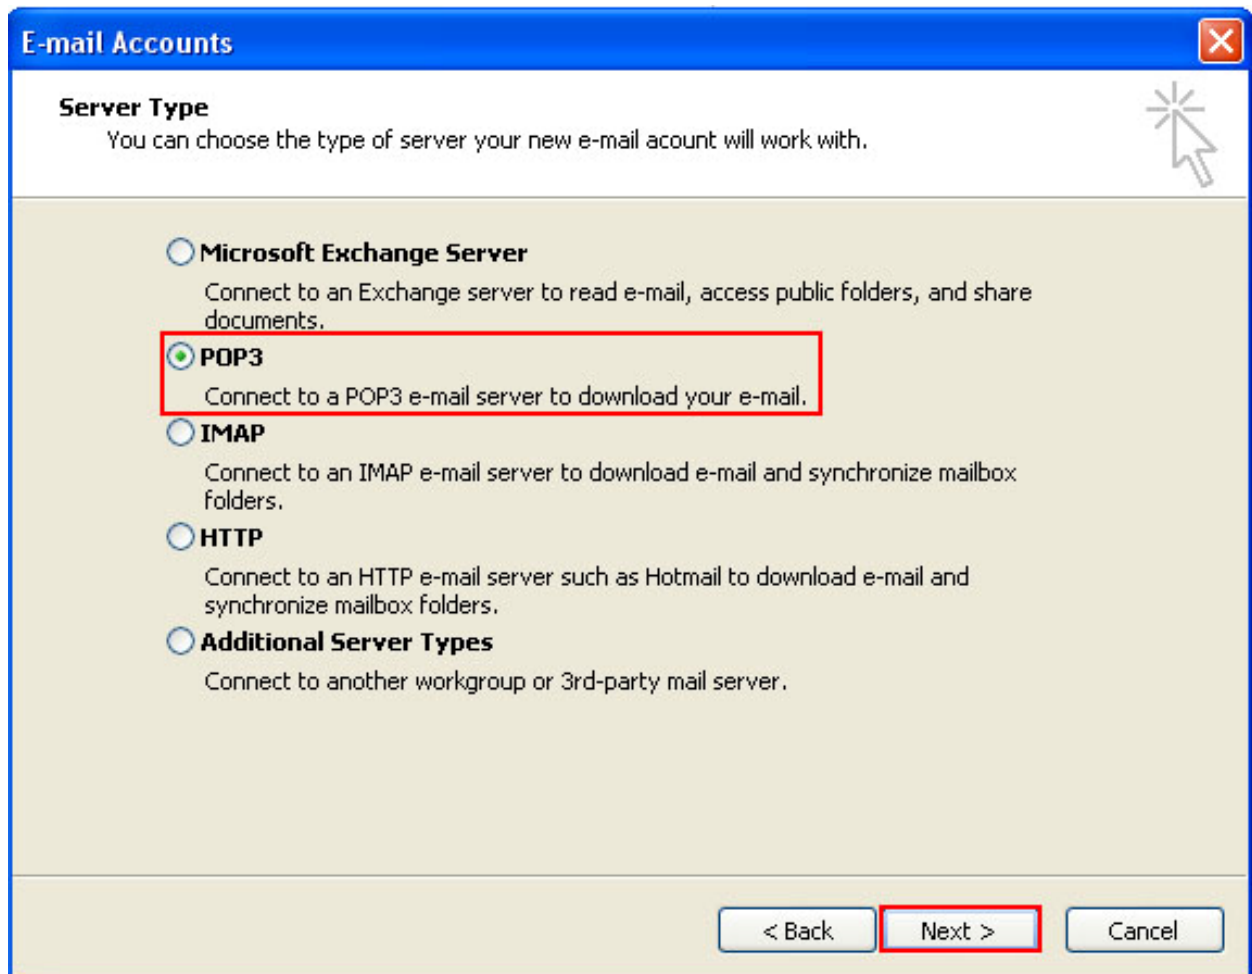 E-mail Accounts
Server Type
You can choose the type of server your new e-mail acount will work with.
Microsoft Exchange Server
Connect to an Exchange server to read e-mail, access public folders, and share
documents.
POP3
Connect to a POP3 e-mail server to download your e-mail.
IMAP
Connect to an IMAP e-mail server to download e-mail and synchronize mailbox
folders.
HTTP
Connect to an HTTP e-mail server such as Hotmail to download e-mail and
synchronize mailbox folders.
Additional Server Types
Connect to another workgroup or 3rd-party mail server.
< Back Next > Cancel